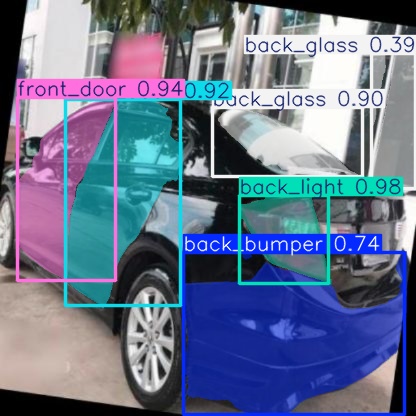 back_glass 0.39
front_door 0.94
0.92
back_glass 0.90
back_light 0.98
back_bumper 0.74